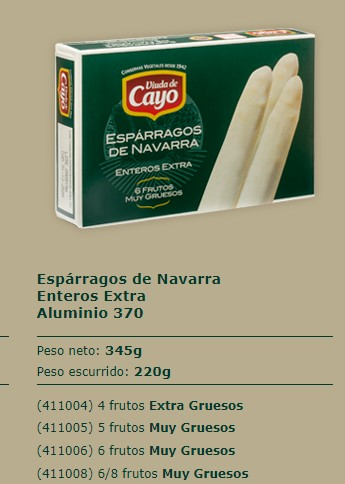 CONSERVAS VEGETALES DESDE 1942
Viuda de
Cayo
ESPÁRRAGOS
DE NAVARRA
ENTEROS EXTRA
6 FRUTOS
MUY GRUESOS
Espárragos de Navarra
Enteros Extra
Aluminio 370
Peso neto: 345g
Peso escurrido: 220g
(411004) 4 frutos Extra Gruesos
(411005) 5 frutos Muy Gruesos
(411006) 6 frutos Muy Gruesos
(411008) 6/8 frutos Muy Gruesos